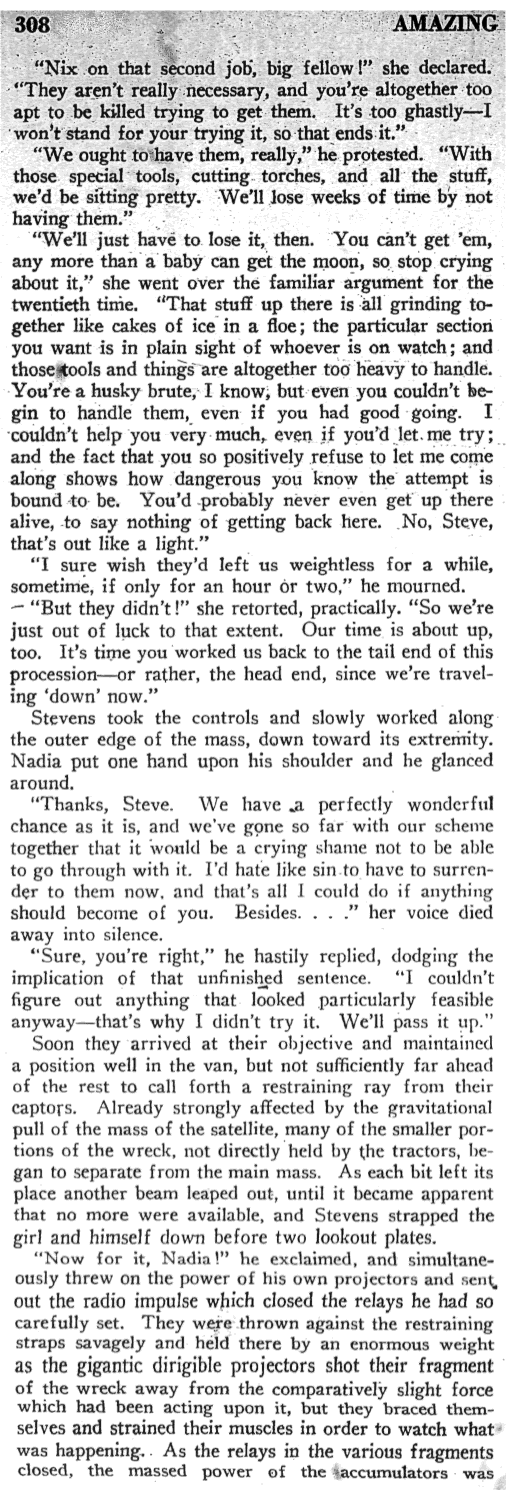 308 AMAZING
"Nix on that second job, big fellow!" she declared.
"They aren't really necessary, and you're altogether too
apt to be killed trying to get them. It's too ghastly—I
won't stand for your trying it, so that ends it."
"We ought to have them, really," he protested. "With
those special tools, cutting torches, and all the stuff,
we'd be sitting pretty. We'll lose weeks of time by not
having them."
"We'll just have to lose it, then. You can't get 'em,
any more than a baby can get the moon, so stop crying
about it," she went over the familiar argument for the
twentieth time. "That stuff up there is all grinding to-
gether like cakes of ice in a floe; the particular section
you want is in plain sight of whoever is on watch; and
those tools and things are altogether too heavy to handle.
You're a husky brute, I know, but even you couldn't be-
gin to handle them, even if you had good going. I
couldn't help you very much, even if you'd let me try;
and the fact that you so positively refuse to let me come
along shows how dangerous you know the attempt is
bound to be. You'd probably never even get up there
alive, to say nothing of getting back here. No, Steve,
that's out like a light."
"I sure wish they'd left us weightless for a while,
sometime, if only for an hour or two," he mourned.
"But they didn't!" she retorted, practically. "So we're
just out of luck to that extent. Our time is about up,
too. It's time you worked us back to the tail end of this
procession—or rather, the head end, since we're travel-
ing 'down' now."
Stevens took the controls and slowly worked along
the outer edge of the mass, down toward its extremity.
Nadia put one hand upon his shoulder and he glanced
around.
"Thanks, Steve. We have a perfectly wonderful
chance as it is, and we've gone so far with our scheme
together that it would be a crying shame not to be able
to go through with it. I'd hate like sin to have to surren-
der to them now, and that's all I could do if anything
should become of you. Besides. . . ." her voice died
away into silence.
"Sure, you're right," he hastily replied, dodging the
implication of that unfinished sentence. "I couldn't
figure out anything that looked particularly feasible
anyway—that's why I didn't try it. We'll pass it up."
Soon they arrived at their objective and maintained
a position well in the van, but not sufficiently far ahead
of the rest to call forth a restraining ray from their
captors. Already strongly affected by the gravitational
pull of the mass of the satellite, many of the smaller por-
tions of the wreck, not directly held by the tractors, be-
gan to separate from the main mass. As each bit left its
place another beam leaped out, until it became apparent
that no more were available, and Stevens strapped the
girl and himself down before two lookout plates.
"Now for it, Nadia!" he exclaimed, and simultane-
ously threw on the power of his own projectors and sent
out the radio impulse which closed the relays he had so
carefully set. They were thrown against the restraining
straps savagely and held there by an enormous weight
as the gigantic dirigible projectors shot their fragment
of the wreck away from the comparatively slight force
which had been acting upon it, but they braced them-
selves and strained their muscles in order to watch what
was happening. As the relays in the various fragments
closed, the massed power of the accumulators was